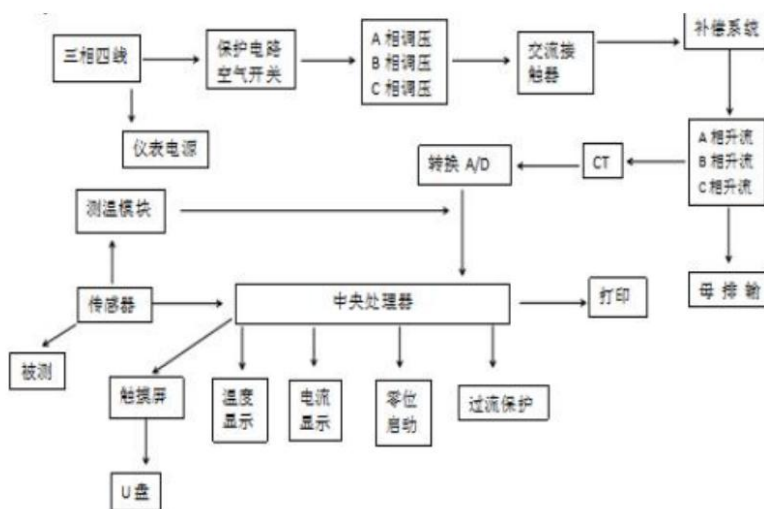 三相四线
保护电路
空气开关
A 相调压
B 相调压
C 相调压
交流接
触器
补偿系统
仪表电源
转换 A/D
CT
A 相升流
B 相升流
C 相升流
测温模块
传感器
中央处理器
打印
母 排 输
被测
触摸屏
温度
显示
电流
显示
零位
启动
过流保护
U 盘